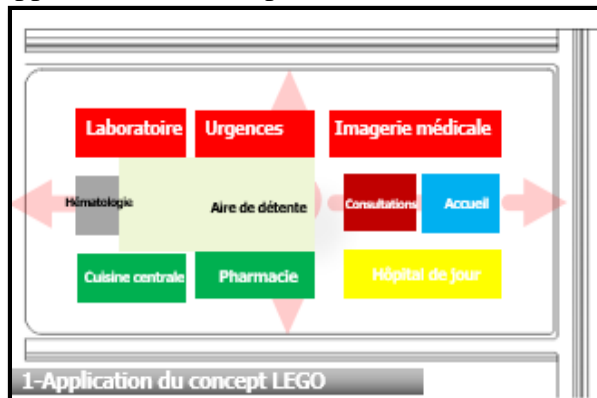 Laboratoire
Urgences
Imagerie médicale
Hématologie
Aire de détente
Consultations
Accueil
Cuisine centrale
Pharmacie
Hôpital de jour
1-Application du concept LEGO